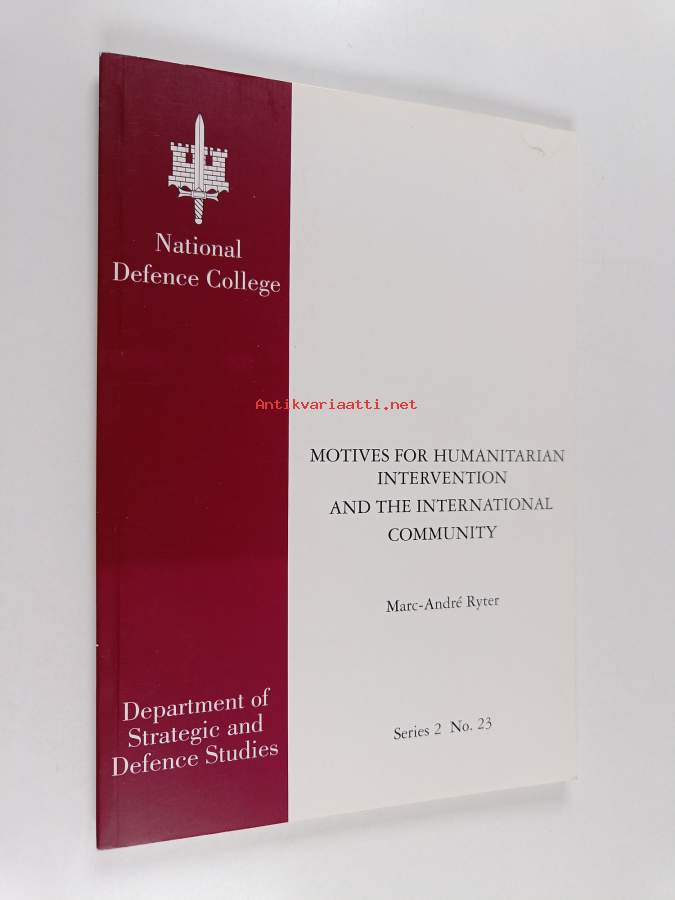 National
Defence College
Antikvariaatti.net
MOTIVES FOR HUMANITARIAN
INTERVENTION
AND THE INTERNATIONAL
COMMUNITY
Marc-André Ryter
Department of
Strategic and
Defence Studies
Series 2 No. 23